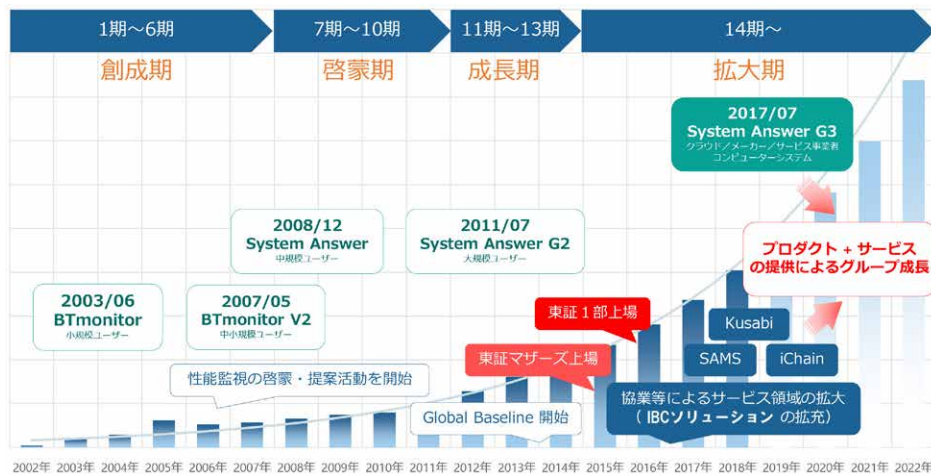 1期～6期
7期～10期
11期～13期
14期～
創成期
啓蒙期
成長期
拡大期
2017/07
System Answer G3
クラウド／メーカー／サービス事業者
コンピューターシステム
2008/12
System Answer
中規模ユーザー
2011/07
System Answer G2
大規模ユーザー
プロダクト + サービス
の提供によるグループ成長
2003/06
BTmonitor
小規模ユーザー
2007/05
BTmonitor V2
中小規模ユーザー
東証1部上場
Kusabi
東証マザーズ上場
SAMS
iChain
性能監視の啓蒙・提案活動を開始
Global Baseline 開始
協業等によるサービス領域の拡大
（ IBCソリューション の拡充）
2002年 2003年 2004年 2005年 2006年 2007年 2008年 2009年 2010年 2011年 2012年 2013年 2014年 2015年 2016年 2017年 2018年 2019年 2020年 2021年 2022年